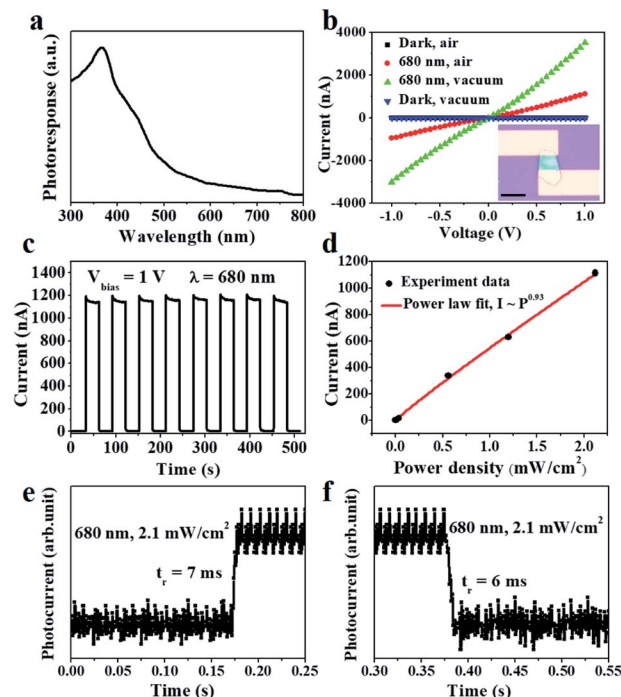 a
Photoresponse (a.u.)
300 400 500 600 700 800
Wavelength (nm)
b
Current (nA)
4000
2000
0
-2000
-4000
Dark, air
680 nm, air
680 nm, vacuum
Dark, vacuum
-1.0 -0.5 0.0 0.5 1.0
Voltage (V)
c
Current (nA)
1400
1200
1000
800
600
400
200
0
V_bias = 1 V λ = 680 nm
0 100 200 300 400 500
Time (s)
d
Current (nA)
1200
1000
800
600
400
200
0
Experiment data
Power law fit, I ~ P^0.93
0.0 0.5 1.0 1.5 2.0
Power density (mW/cm²)
e
Photocurrent (arb.unit)
680 nm, 2.1 mW/cm²
t_r = 7 ms
0.00 0.05 0.10 0.15 0.20 0.25
Time (s)
f
Photocurrent (arb.unit)
680 nm, 2.1 mW/cm²
t_r = 6 ms
0.30 0.35 0.40 0.45 0.50 0.55
Time (s)